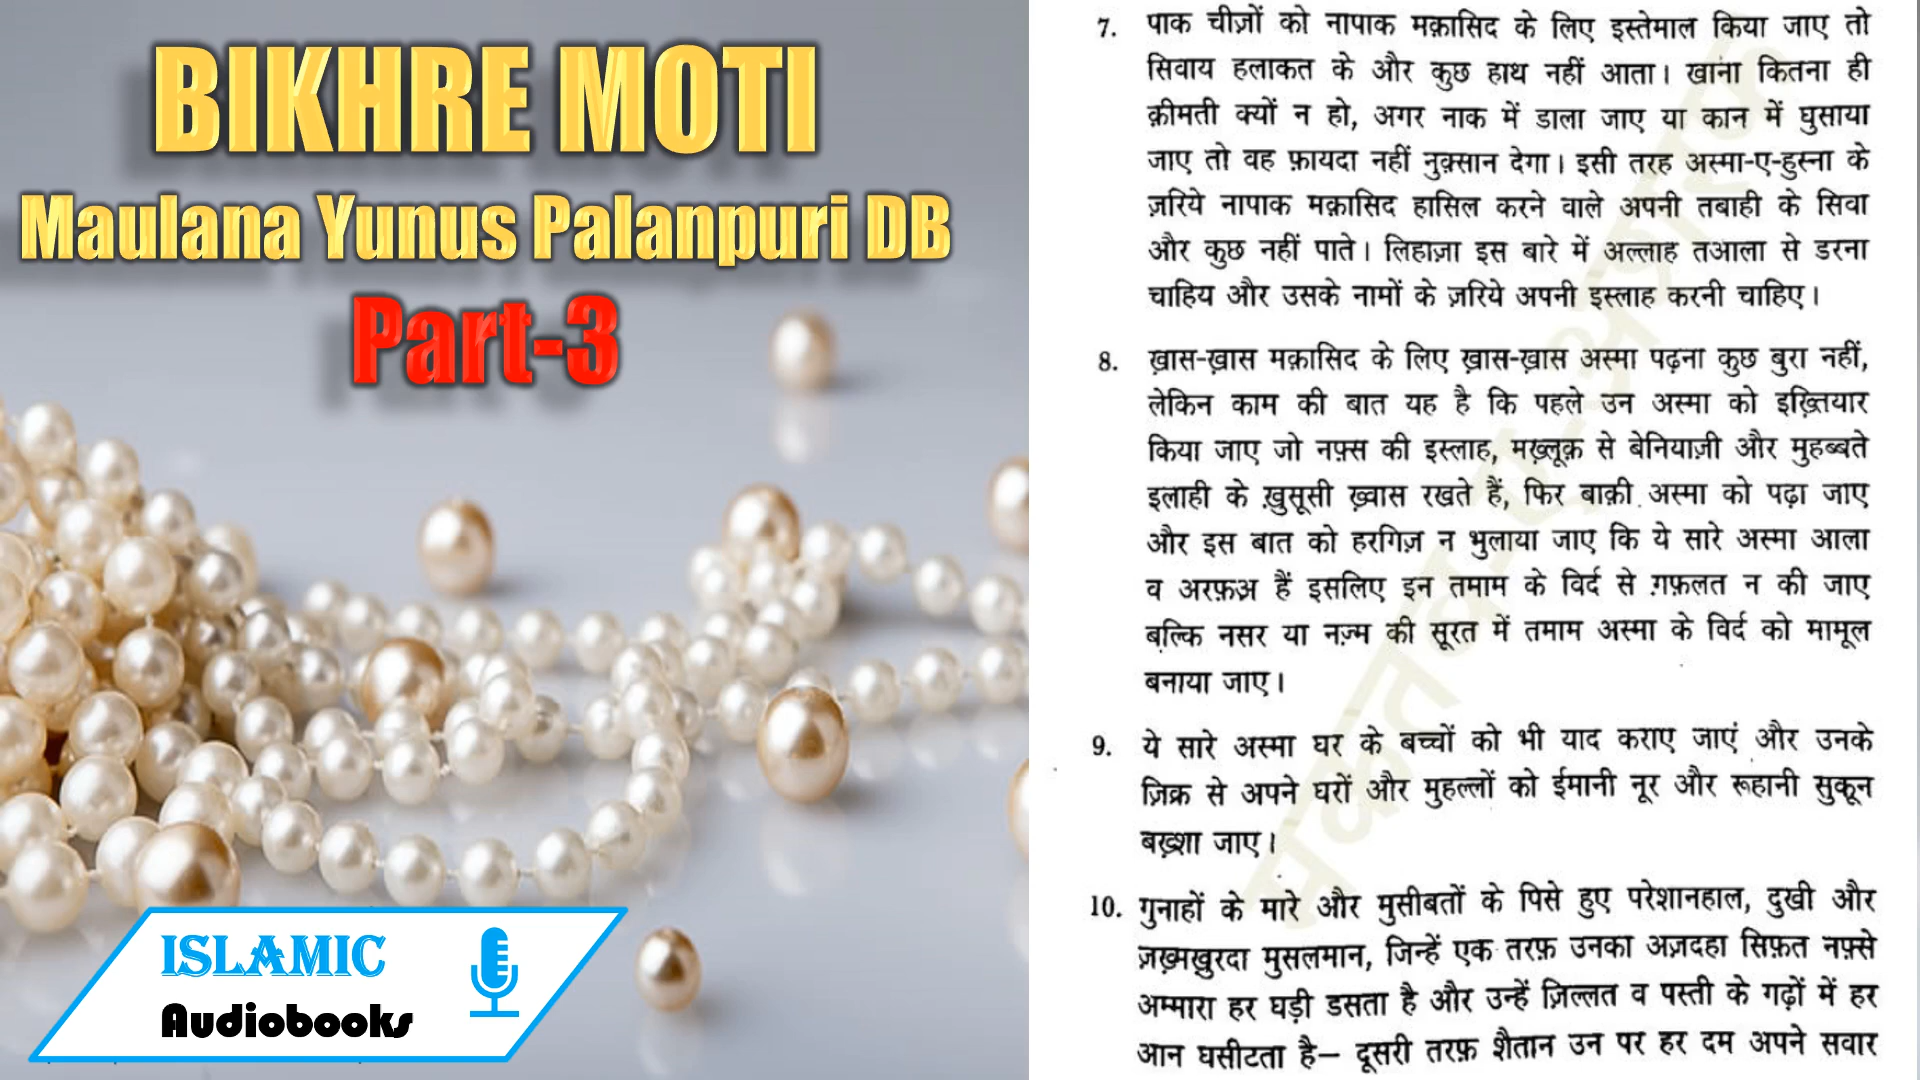 BIKHRE MOTI
Maulana Yunus Palanpuri DB
Part-3
ISLAMIC
Audiobooks
7. पाक चीज़ों को नापाक मक़ासिद के लिए इस्तेमाल किया जाए तो
सिवाय हलाकत के और कुछ हाथ नहीं आता। खाना कितना ही
क़ीमती क्यों न हो, अगर नाक में डाला जाए या कान में घुसाया
जाए तो वह फ़ायदा नहीं नुक़्सान देगा। इसी तरह अस्मा-ए-हुस्ना के
ज़रिये नापाक मक़ासिद हासिल करने वाले अपनी तबाही के सिवा
और कुछ नहीं पाते। लिहाज़ा इस बारे में अल्लाह तआला से डरना
चाहिय और उसके नामों के ज़रिये अपनी इस्लाह करनी चाहिए।
8. ख़ास-ख़ास मक़ासिद के लिए ख़ास-ख़ास अस्मा पढ़ना कुछ बुरा नहीं,
लेकिन काम की बात यह है कि पहले उन अस्मा को इख़्तियार
किया जाए जो नफ़्स की इस्लाह, मख़्लूक़ से बेनियाज़ी और मुहब्बते
इलाही के ख़ुसूसी ख़्वास रखते हैं, फिर बाक़ी अस्मा को पढ़ा जाए
और इस बात को हरगिज़ न भुलाया जाए कि ये सारे अस्मा आला
व अरफ़अ हैं इसलिए इन तमाम के विर्द से ग़फ़लत न की जाए
बल्कि नसर या नज़्म की सूरत में तमाम अस्मा के विर्द को मामूल
बनाया जाए।
9. ये सारे अस्मा घर के बच्चों को भी याद कराए जाएं और उनके
ज़िक्र से अपने घरों और मुहल्लों को ईमानी नूर और रूहानी सुकून
बख़्शा जाए।
10. गुनाहों के मारे और मुसीबतों के पिसे हुए परेशानहाल, दुखी और
ज़ख़्मख़ुरदा मुसलमान, जिन्हें एक तरफ़ उनका अज़दहा सिफ़त नफ़्से
अम्मारा हर घड़ी डसता है और उन्हें ज़िल्लत व पस्ती के गढ़ों में हर
आन घसीटता है— दूसरी तरफ़ शैतान उन पर हर दम अपने सवार